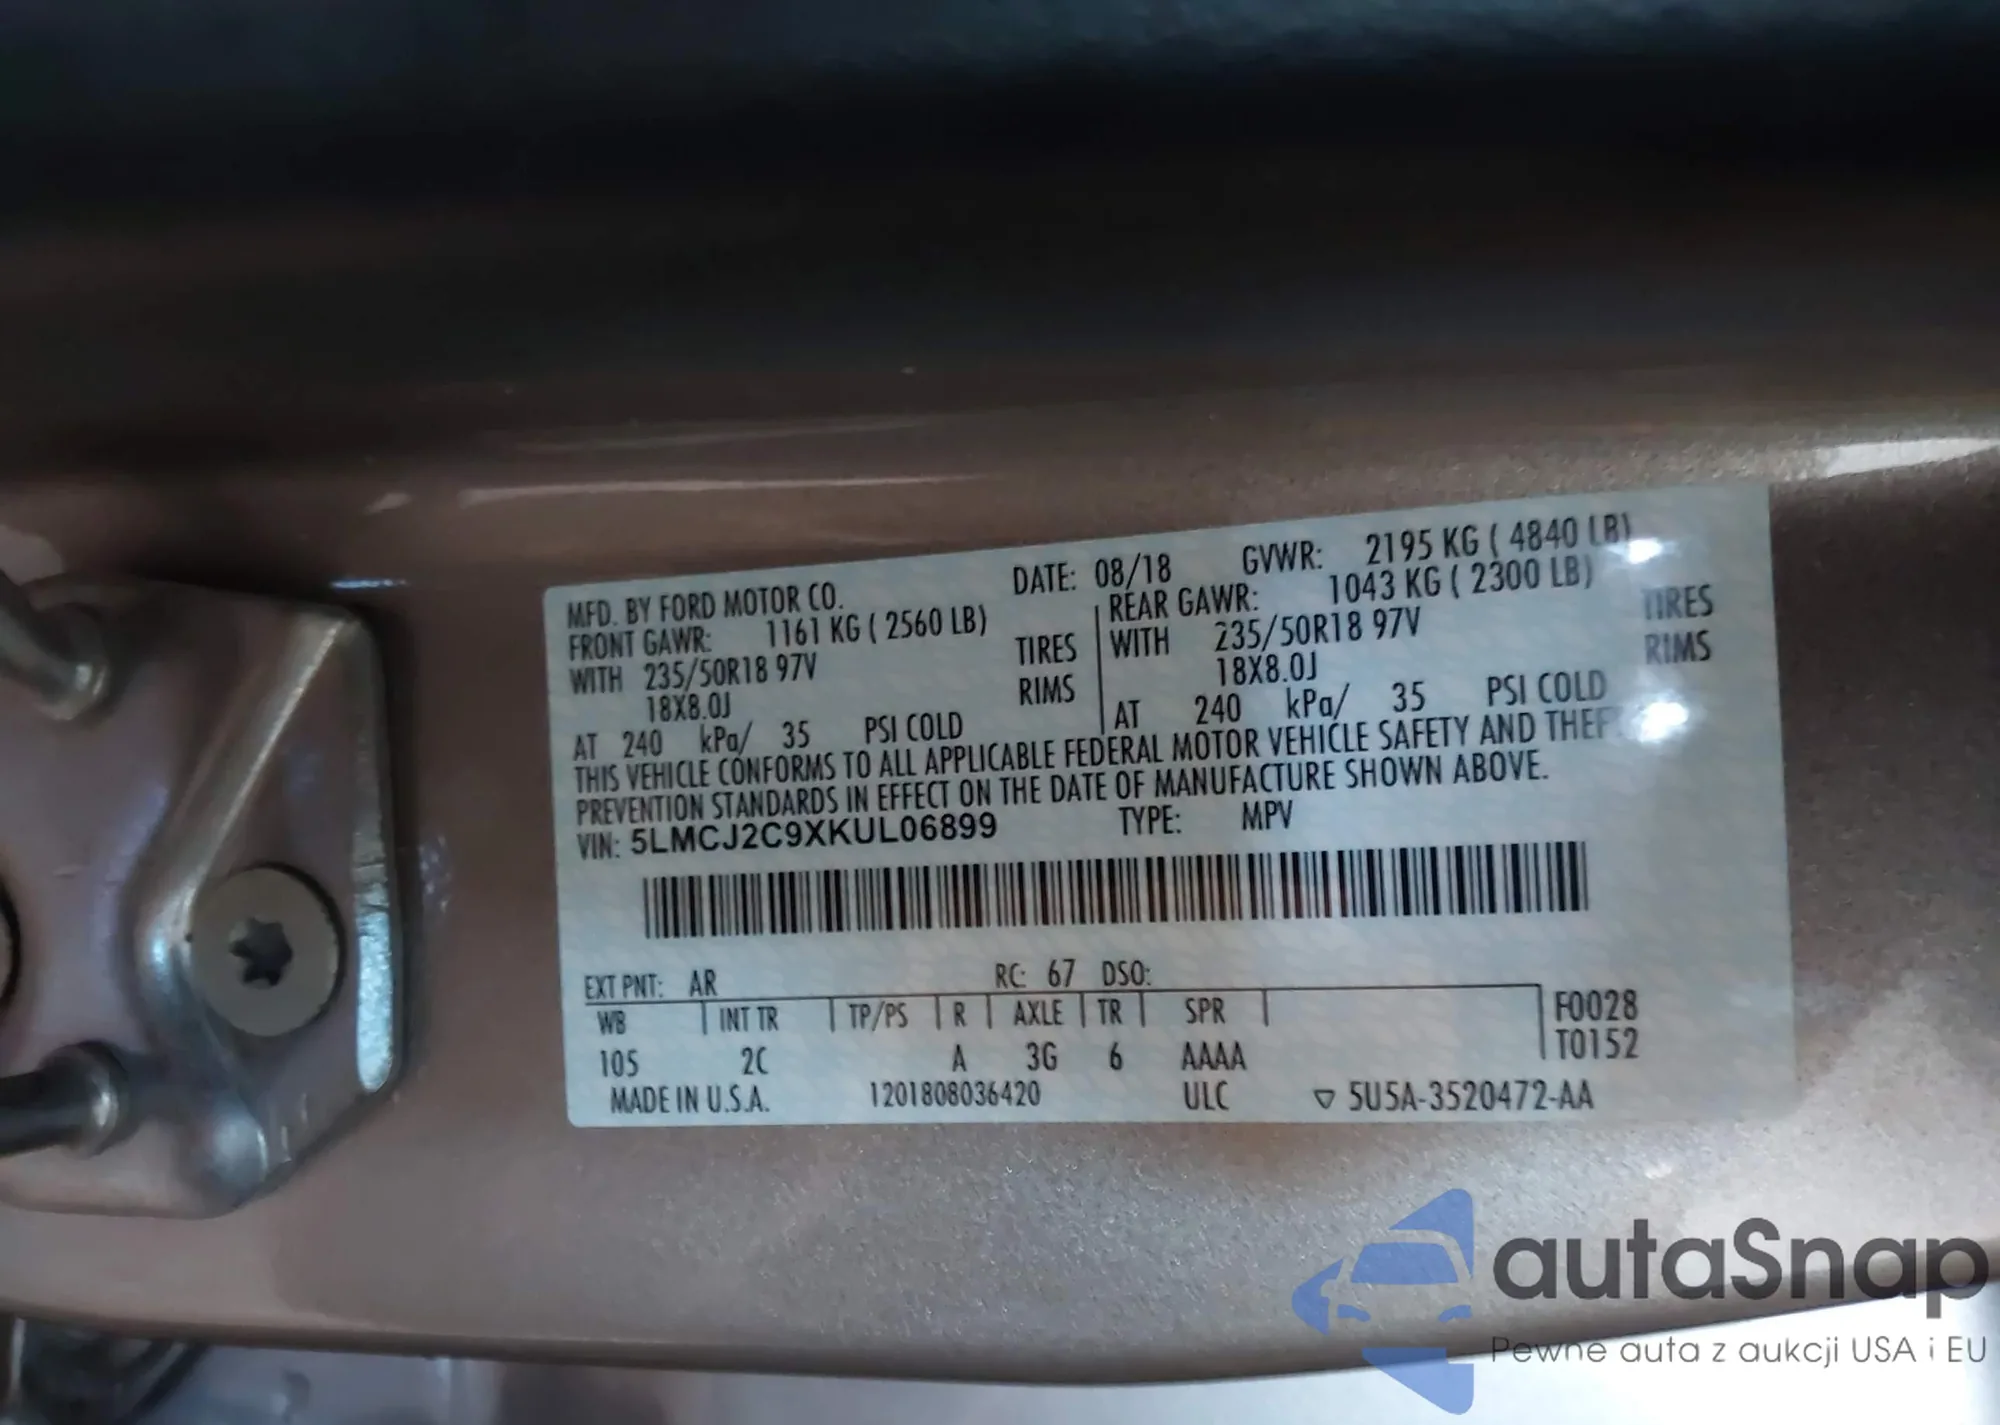 MFD. BY FORD MOTOR CO. DATE: 08/18 GVWR: 2195 KG ( 4840 LB)
FRONT GAWR: 1161 KG ( 2560 LB) REAR GAWR: 1043 KG ( 2300 LB)
WITH 235/50R18 97V TIRES WITH 235/50R18 97V TIRES
18X8.0J RIMS 18X8.0J RIMS
AT 240 kPa/ 35 PSI COLD AT 240 kPa/ 35 PSI COLD
THIS VEHICLE CONFORMS TO ALL APPLICABLE FEDERAL MOTOR VEHICLE SAFETY AND THEF
PREVENTION STANDARDS IN EFFECT ON THE DATE OF MANUFACTURE SHOWN ABOVE.
VIN: 5LMCJ2C9XKUL06899 TYPE: MPV
EXT PNT: AR RC: 67 DSO:
WB INT TR TP/PS R AXLE TR SPR F0028
105 2C A 3G 6 AAAA T0152
MADE IN U.S.A. 1201808036420 ULC ▽ 5U5A-3520472-AA
autaSnap
Pewne auta z aukcji USA i EU